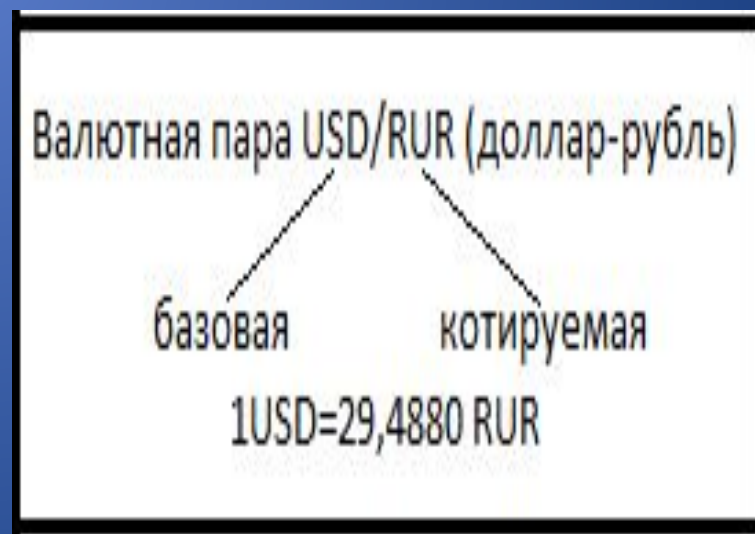 Валютная пара USD/RUR (доллар-рубль)
базовая котируемая
1USD=29,4880 RUR